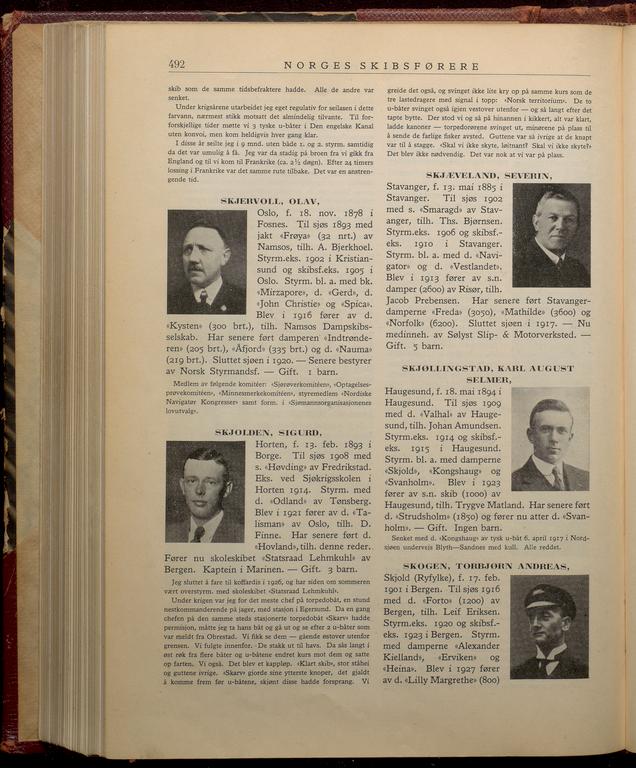 492
NORGES SKIBSFØRERE
skib som de samme tidsbefraktere hadde. Alle de andre var
senket.
Under krigsårene utarbeidet jeg eget regulativ for seilasen i dette
farvann, nærmest stikk motsatt det almindelig tilvante. Til for-
forskjellige tider møtte vi 3 tyske u-båter i Den engelske Kanal
uten konvoi, men kom heldigvis hver gang klar.
I disse år seilte jeg i 9 mnd. uten både 1. og 2. styrm. samtidig
da det var umulig å få. Jeg var da stadig på broen fra vi gikk fra
England og til vi kom til Frankrike (ca. 2½ døgn). Efter 24 timers
lossing i Frankrike var det samme rute tilbake. Det var en anstren-
gende tid.
SKJERVOLL, OLAV,
Oslo, f. 18. nov. 1878 i
Fosnes. Til sjøs 1893 med
jakt «Frøya» (32 nrt.) av
Namsos, tilh. A. Bjerkhoel.
Styrm.eks. 1902 i Kristian-
sund og skibsf.eks. 1905 i
Oslo. Styrm. bl. a. med bk.
«Mirzapore», d. «Gerd», d.
«John Christie» og «Spica».
Blev i 1916 fører av d.
«Kysten» (300 brt.), tilh. Namsos Dampskibs-
selskab. Har senere ført damperen «Indtrønde-
ren» (205 brt.), «Åfjord» (335 brt.) og d. «Nauma»
(219 brt.). Sluttet sjøen i 1920. — Senere bestyrer
av Norsk Styrmandsf. — Gift. 1 barn.
Medlem av følgende komitéer: «Sjørøverkomitéen», «Optagelses-
prøvekomitéen», «Minnesmerkekomitéen», styremedlem «Nordiske
Navigatør Kongresser» samt form. i «Sjømannsorganisasjonenes
lovutvalg».
SKJOLDEN, SIGURD,
Horten, f. 13. feb. 1893 i
Borge. Til sjøs 1908 med
s. «Høvding» av Fredrikstad.
Eks. ved Sjøkrigsskolen i
Horten 1914. Styrm. med
d. «Odland» av Tønsberg.
Blev i 1921 fører av d. «Ta-
lisman» av Oslo, tilh. D.
Finne. Har senere ført d.
«Hovland», tilh. denne reder.
Fører nu skoleskibet «Statsraad Lehmkuhl» av
Bergen. Kaptein i Marinen. — Gift. 3 barn.
Jeg sluttet å fare til koffardis i 1926, og har siden om sommeren
vært overstyrm. med skoleskibet «Statsraad Lehmkuhl».
Under krigen var jeg for det meste chef på torpedobåt, en stund
nestkommanderende på jager, med stasjon i Egersund. Da en gang
chefen på den samme steds stasjonerte torpedobåt «Skarv» hadde
permisjon, måtte jeg ta hans båt og gå ut og se efter 2 u-båter som
var meldt fra Obrestad. Vi fikk se dem — gående østover utenfor
grensen. Vi fulgte innenfor. - De stakk ut til havs. Da sås langt i
øst røk fra flere båter og u-båtene endret kurs mot dem og satte
op farten. Vi også. Det blev et kappløp. «Klart skib», stor ståhei
og guttene ivrige. «Skarv» gjorde sine ytterste knoper, det gjaldt
å komme frem før u-båtene, skjønt disse hadde forsprang. Vi
greide det også, og svinget ikke lite kry op på samme kurs som de
tre lastedragere med signal i topp: «Norsk territorium». De to
u-båter svinget også igjen vestover utenfor — og så langt efter det
tapte bytte. Der stod vi og så på hinannen i kikkert, alt var klart,
ladde kanoner — torpedorørene svinget ut, minørene på plass til
å sende de farlige fisker avsted. Guttene var så ivrige at de knapt
var til å stagge. «Skal vi ikke skyte, løitnant? Skal vi ikke skyte?»
Det blev ikke nødvendig. Det var nok at vi var på plass.
SKJÆVELAND, SEVERIN,
Stavanger, f. 13. mai 1885 i
Stavanger. Til sjøs 1902
med s. «Smaragd» av Stav-
anger, tilh. Ths. Bjørnsen.
Styrm.eks. 1906 og skibsf.-
eks. 1910 i Stavanger.
Styrm. bl. a. med d. «Navi-
gatør» og d. «Vestlandet».
Blev i 1913 fører av s.n.
damper (2600) av Risør, tilh.
Jacob Prebensen. Har senere ført Stavanger-
damperne «Freda» (3050), «Mathilde» (3600) og
«Norfolk» (6200). Sluttet sjøen i 1917. — Nu
medinneh. av Sølyst Slip- & Motorverksted. —
Gift. 5 barn.
SKJØLLINGSTAD, KARL AUGUST
SELMER,
Haugesund, f. 18. mai 1894 i
Haugesund. Til sjøs 1909
med d. «Valhal» av Hauge-
sund, tilh. Johan Amundsen.
Styrm.eks. 1914 og skibsf.-
eks. 1915 i Haugesund.
Styrm. bl. a. med damperne
«Skjold», «Kongshaug» og
«Svanholm». Blev i 1923
fører av s.n. skib (1000) av
Haugesund, tilh. Trygve Matland. Har senere ført
d. «Strudsholm» (1850) og fører nu atter d. «Svan-
holm». — Gift. Ingen barn.
Senket med d. «Kongshaug» av tysk u-båt 6. april 1917 i Nord-
sjøen underveis Blyth—Sandnes med kull. Alle reddet.
SKOGEN, TORBJØRN ANDREAS,
Skjold (Ryfylke), f. 17. feb.
1901 i Bergen. Til sjøs 1916
med d. «Forto» (1200) av
Bergen, tilh. Leif Eriksen.
Styrm.eks. 1920 og skibsf.-
eks. 1923 i Bergen. Styrm.
med damperne «Alexander
Kielland», «Erviken» og
«Heina». Blev i 1927 fører
av d. «Lilly Margrethe» (800)